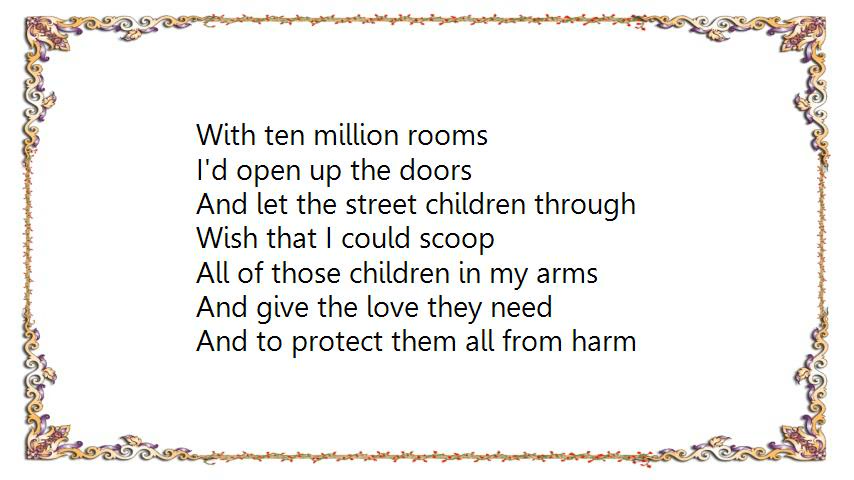 With ten million rooms
I'd open up the doors
And let the street children through
Wish that I could scoop
All of those children in my arms
And give the love they need
And to protect them all from harm